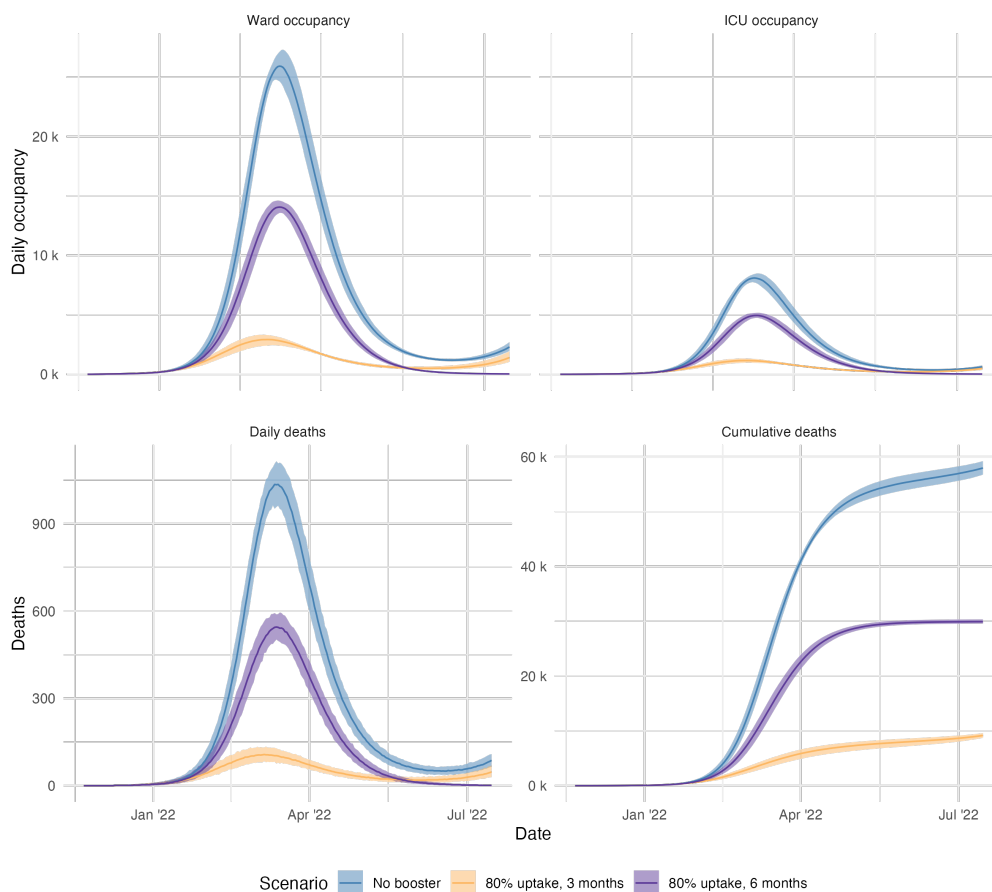 Ward occupancy
ICU occupancy
Daily occupancy
20 k
10 k
0 k
Daily deaths
Cumulative deaths
Deaths
900
600
300
0
60 k
40 k
20 k
0 k
Jan '22
Apr '22
Jul '22
Jan '22
Apr '22
Jul '22
Date
Scenario
No booster
80% uptake, 3 months
80% uptake, 6 months